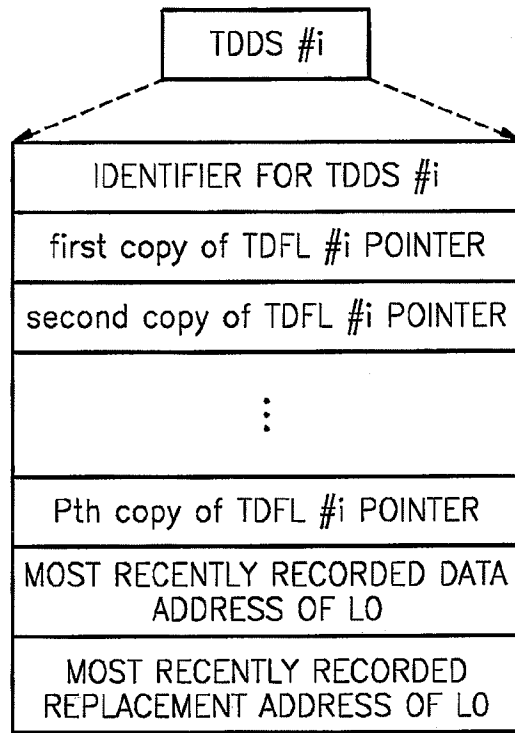 TDDS #i
IDENTIFIER FOR TDDS #i
first copy of TDFL #i POINTER
second copy of TDFL #i POINTER
⋮
Pth copy of TDFL #i POINTER
MOST RECENTLY RECORDED DATA
ADDRESS OF L0
MOST RECENTLY RECORDED
REPLACEMENT ADDRESS OF L0